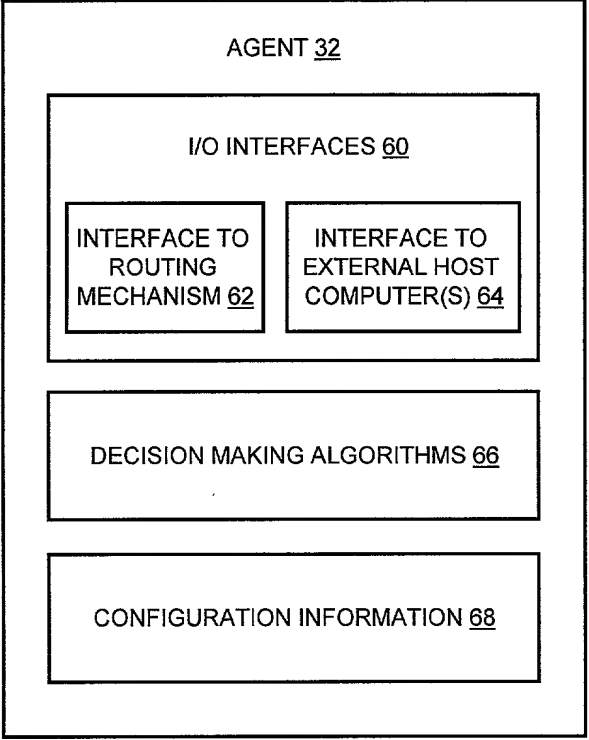 AGENT 32
I/O INTERFACES 60
INTERFACE TO
ROUTING
MECHANISM 62
INTERFACE TO
EXTERNAL HOST
COMPUTER(S) 64
DECISION MAKING ALGORITHMS 66
CONFIGURATION INFORMATION 68